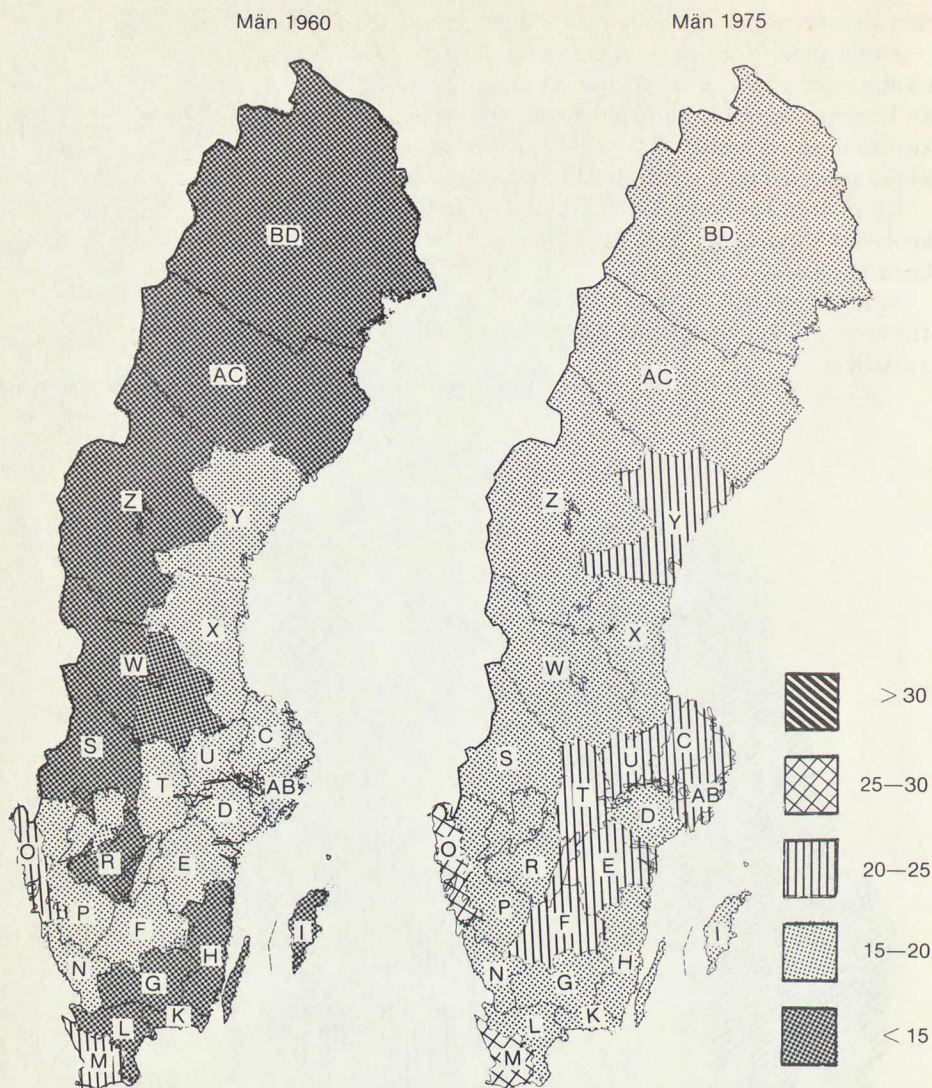 Män 1960
Män 1975
BD
AC
Z
Y
X
W
S
C
U
T
AB
D
O
R
E
P
F
I
N
H
G
K
L
M
BD
AC
Z
Y
X
W
S
C
U
T
AB
D
O
R
E
P
F
I
N
H
G
K
L
M
> 30
25—30
20—25
15—20
< 15